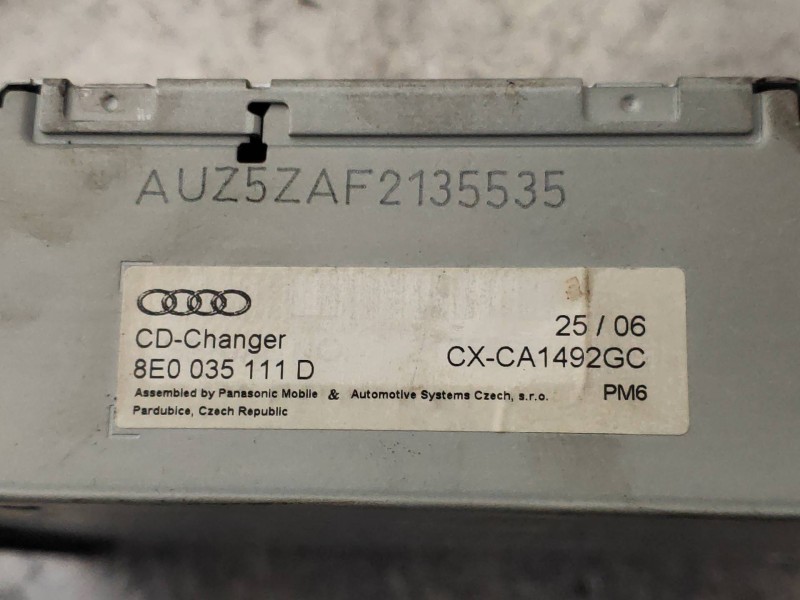 AUZ5ZAF2135535
CD-Changer 25 / 06
8E0 035 111 D CX-CA1492GC
Assembled by Panasonic Mobile & Automotive Systems Czech, s.r.o. PM6
Pardubice, Czech Republic